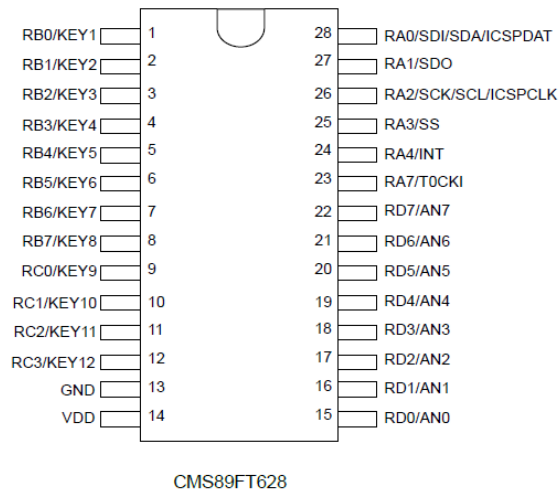 RB0/KEY1 1 28 RA0/SDI/SDA/ICSPDAT
RB1/KEY2 2 27 RA1/SDO
RB2/KEY3 3 26 RA2/SCK/SCL/ICSPCLK
RB3/KEY4 4 25 RA3/SS
RB4/KEY5 5 24 RA4/INT
RB5/KEY6 6 23 RA7/T0CKI
RB6/KEY7 7 22 RD7/AN7
RB7/KEY8 8 21 RD6/AN6
RC0/KEY9 9 20 RD5/AN5
RC1/KEY10 10 19 RD4/AN4
RC2/KEY11 11 18 RD3/AN3
RC3/KEY12 12 17 RD2/AN2
GND 13 16 RD1/AN1
VDD 14 15 RD0/AN0
CMS89FT628